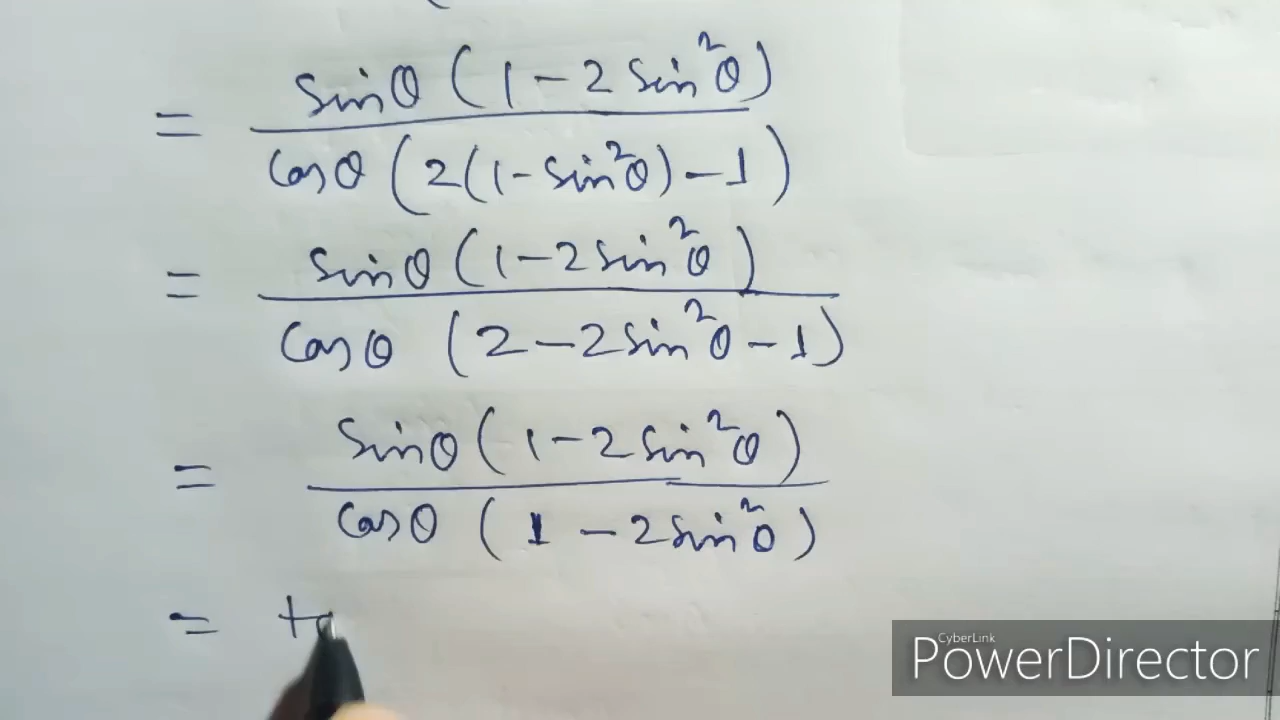 = sinθ (1 - 2 sin²θ)
cosθ (2(1 - sin²θ) - 1)
= sinθ (1 - 2 sin²θ)
cosθ (2 - 2 sin²θ - 1)
= sinθ (1 - 2 sin²θ)
cosθ (1 - 2 sin²θ)
= ta
CyberLink
PowerDirector